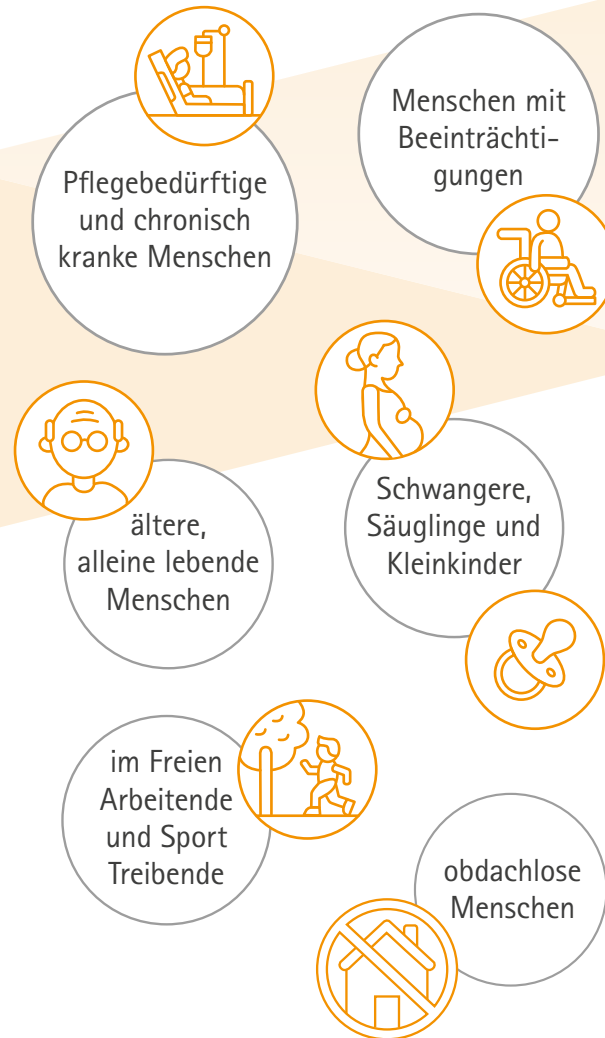 Pflegebedürftige
und chronisch
kranke Menschen
Menschen mit
Beeinträchti-
gungen
ältere,
alleine lebende
Menschen
Schwangere,
Säuglinge und
Kleinkinder
im Freien
Arbeitende
und Sport
Treibende
obdachlose
Menschen